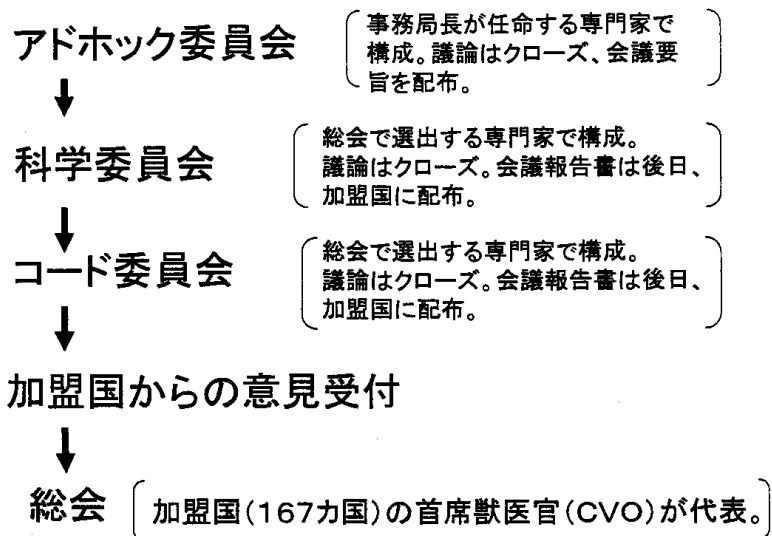 アドホック委員会
事務局長が任命する専門家で
構成。議論はクローズ、会議要
旨を配布。
↓
科学委員会
総会で選出する専門家で構成。
議論はクローズ。会議報告書は後日、
加盟国に配布。
↓
コード委員会
総会で選出する専門家で構成。
議論はクローズ。会議報告書は後日、
加盟国に配布。
↓
加盟国からの意見受付
↓
総会 加盟国(167カ国)の首席獣医官(CVO)が代表。